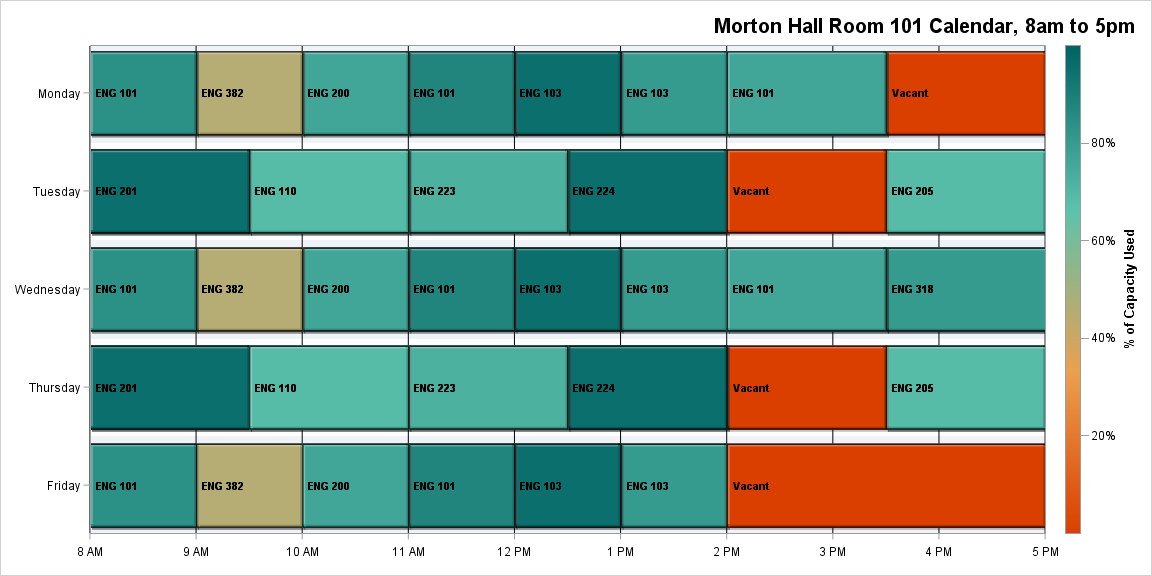 Morton Hall Room 101 Calendar, 8am to 5pm
Monday ENG 101 ENG 382 ENG 200 ENG 101 ENG 103 ENG 103 ENG 101 Vacant
80%
Tuesday ENG 201 ENG 110 ENG 223 ENG 224 Vacant ENG 205
60%
% of Capacity Used
Wednesday ENG 101 ENG 382 ENG 200 ENG 101 ENG 103 ENG 103 ENG 101 ENG 318
40%
Thursday ENG 201 ENG 110 ENG 223 ENG 224 Vacant ENG 205
20%
Friday ENG 101 ENG 382 ENG 200 ENG 101 ENG 103 ENG 103 Vacant
8 AM 9 AM 10 AM 11 AM 12 PM 1 PM 2 PM 3 PM 4 PM 5 PM